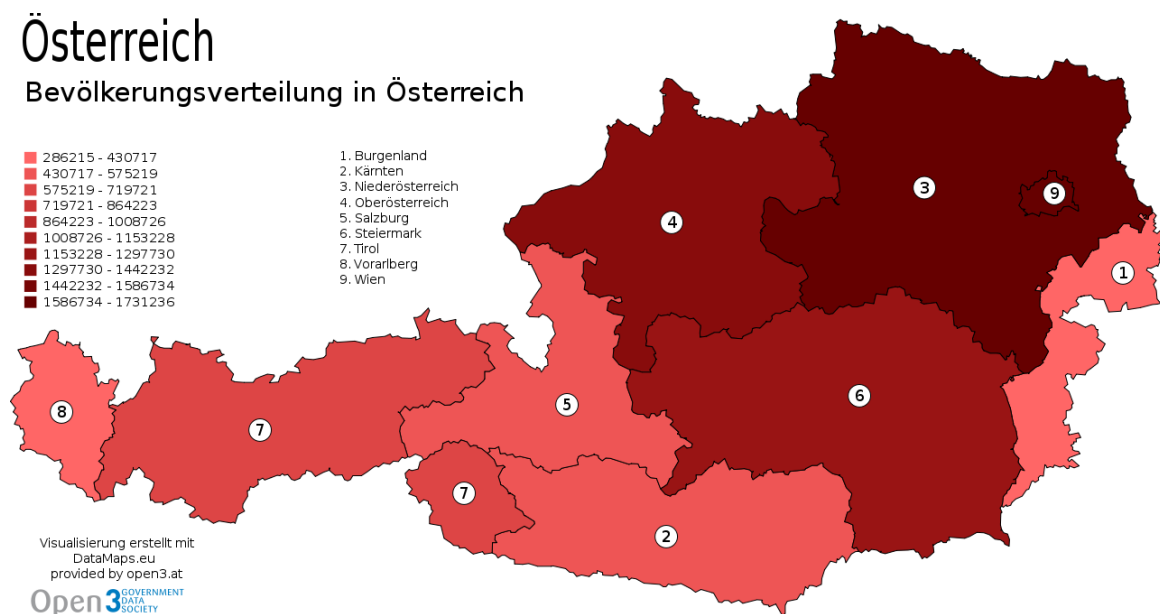 Österreich
Bevölkerungsverteilung in Österreich
286215 - 430717
430717 - 575219
575219 - 719721
719721 - 864223
864223 - 1008726
1008726 - 1153228
1153228 - 1297730
1297730 - 1442232
1442232 - 1586734
1586734 - 1731236
1. Burgenland
2. Kärnten
3. Niederösterreich
4. Oberösterreich
5. Salzburg
6. Steiermark
7. Tirol
8. Vorarlberg
9. Wien
3
9
4
1
6
5
8
7
7
2
Visualisierung erstellt mit
DataMaps.eu
provided by open3.at
Open3 GOVERNMENT
DATA
SOCIETY